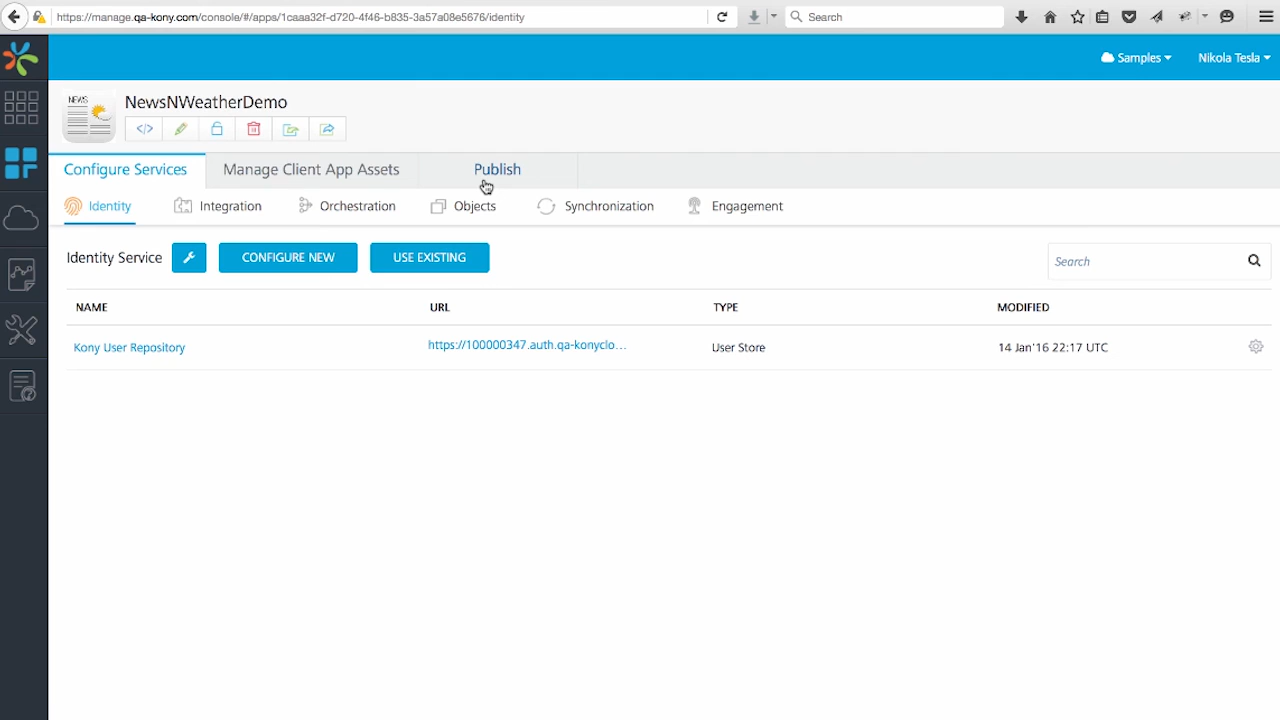 https://manage.qa-kony.com/console/#/apps/1caaa32f-d720-4f46-b835-3a57a08e5676/identity
Search
Samples
Nikola Tesla
NEWS
NewsNWeatherDemo
</>
Configure Services
Manage Client App Assets
Publish
Identity
Integration
Orchestration
Objects
Synchronization
Engagement
Identity Service
CONFIGURE NEW
USE EXISTING
Search
NAME
URL
TYPE
MODIFIED
Kony User Repository
https://100000347.auth.qa-konyclo...
User Store
14 Jan'16 22:17 UTC